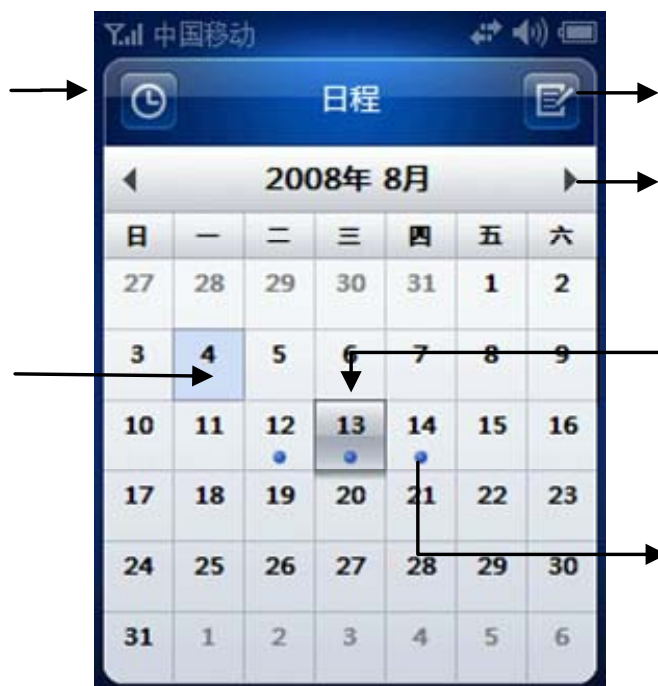 中国移动
日程
2008年 8月
日 一 二 三 四 五 六
27 28 29 30 31 1 2
3 4 5 6 7 8 9
10 11 12 13 14 15 16
17 18 19 20 21 22 23
24 25 26 27 28 29 30
31 1 2 3 4 5 6